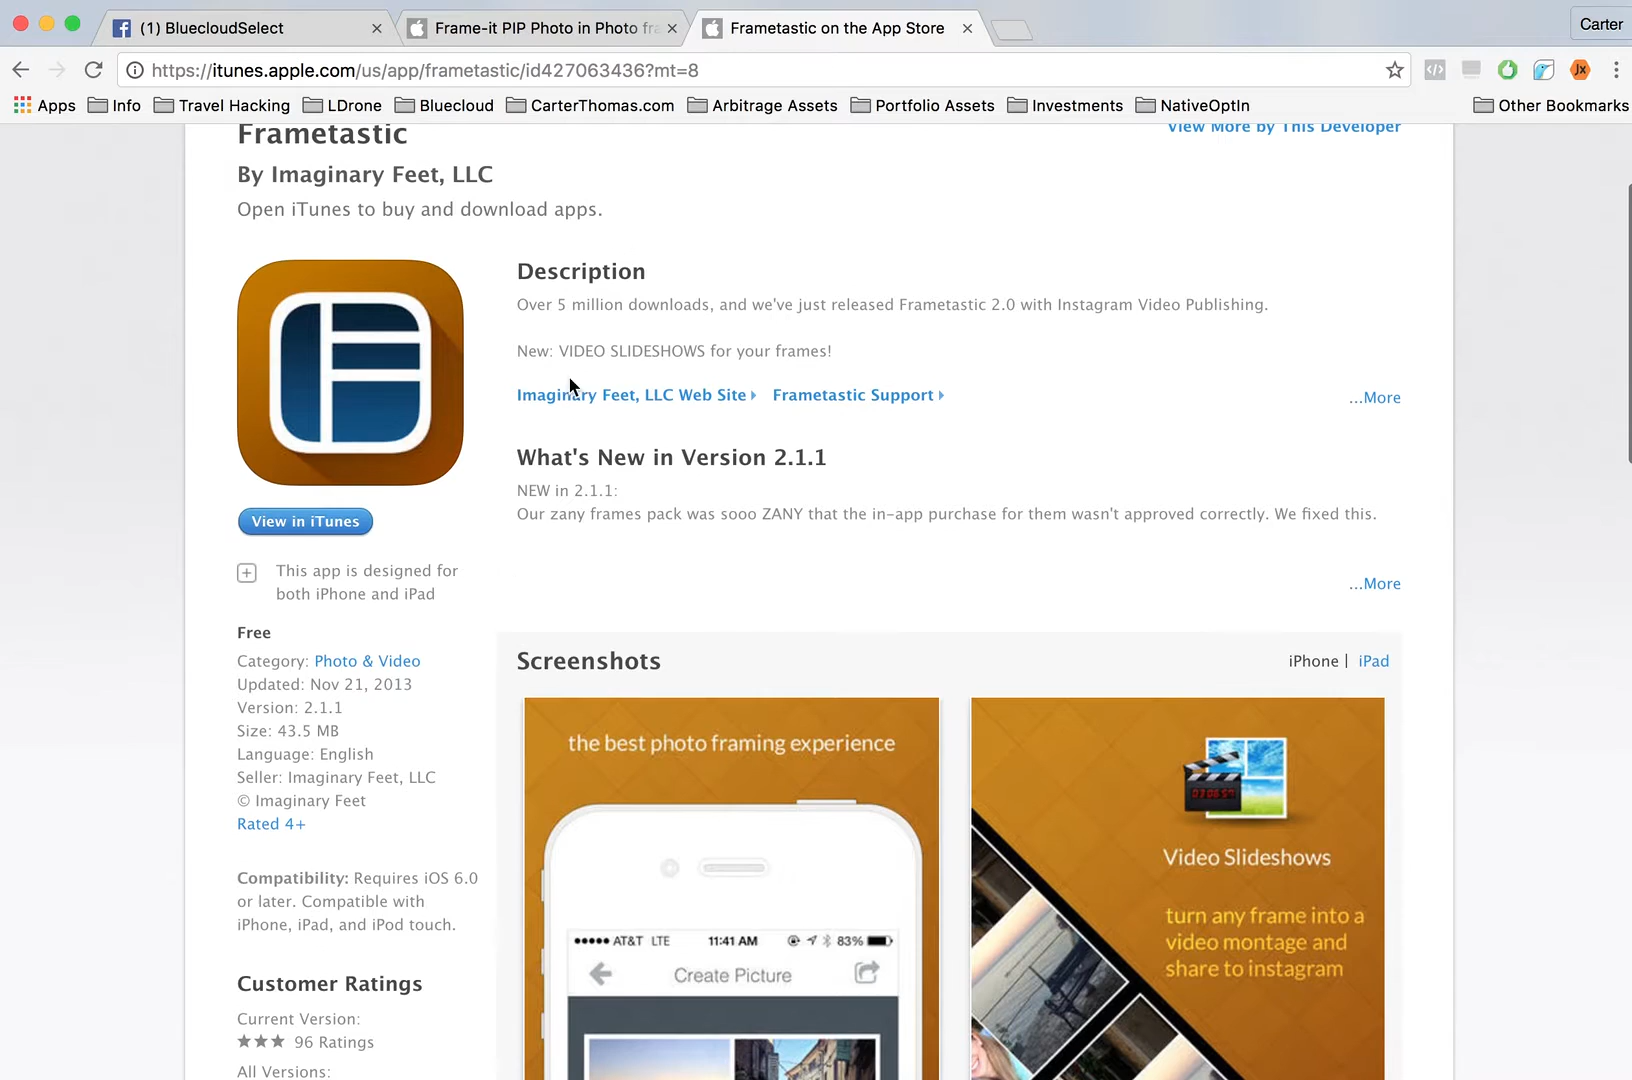 (1) BluecloudSelect
Frame-it PIP Photo in Photo fra
Frametastic on the App Store
Carter
https://itunes.apple.com/us/app/frametastic/id427063436?mt=8
Apps Info Travel Hacking LDrone Bluecloud CarterThomas.com Arbitrage Assets Portfolio Assets Investments NativeOptIn Other Bookmarks
Frametastic
View More by This Developer
By Imaginary Feet, LLC
Open iTunes to buy and download apps.
Description
Over 5 million downloads, and we've just released Frametastic 2.0 with Instagram Video Publishing.
New: VIDEO SLIDESHOWS for your frames!
Imaginary Feet, LLC Web Site Frametastic Support ...More
What's New in Version 2.1.1
NEW in 2.1.1:
Our zany frames pack was sooo ZANY that the in-app purchase for them wasn't approved correctly. We fixed this.
...More
View in iTunes
This app is designed for
both iPhone and iPad
Free
Category: Photo & Video
Updated: Nov 21, 2013
Version: 2.1.1
Size: 43.5 MB
Language: English
Seller: Imaginary Feet, LLC
© Imaginary Feet
Rated 4+
Compatibility: Requires iOS 6.0
or later. Compatible with
iPhone, iPad, and iPod touch.
Customer Ratings
Current Version:
★★★ 96 Ratings
All Versions:
Screenshots
iPhone | iPad
the best photo framing experience
AT&T LTE 11:41 AM 83%
Create Picture
Video Slideshows
turn any frame into a
video montage and
share to instagram